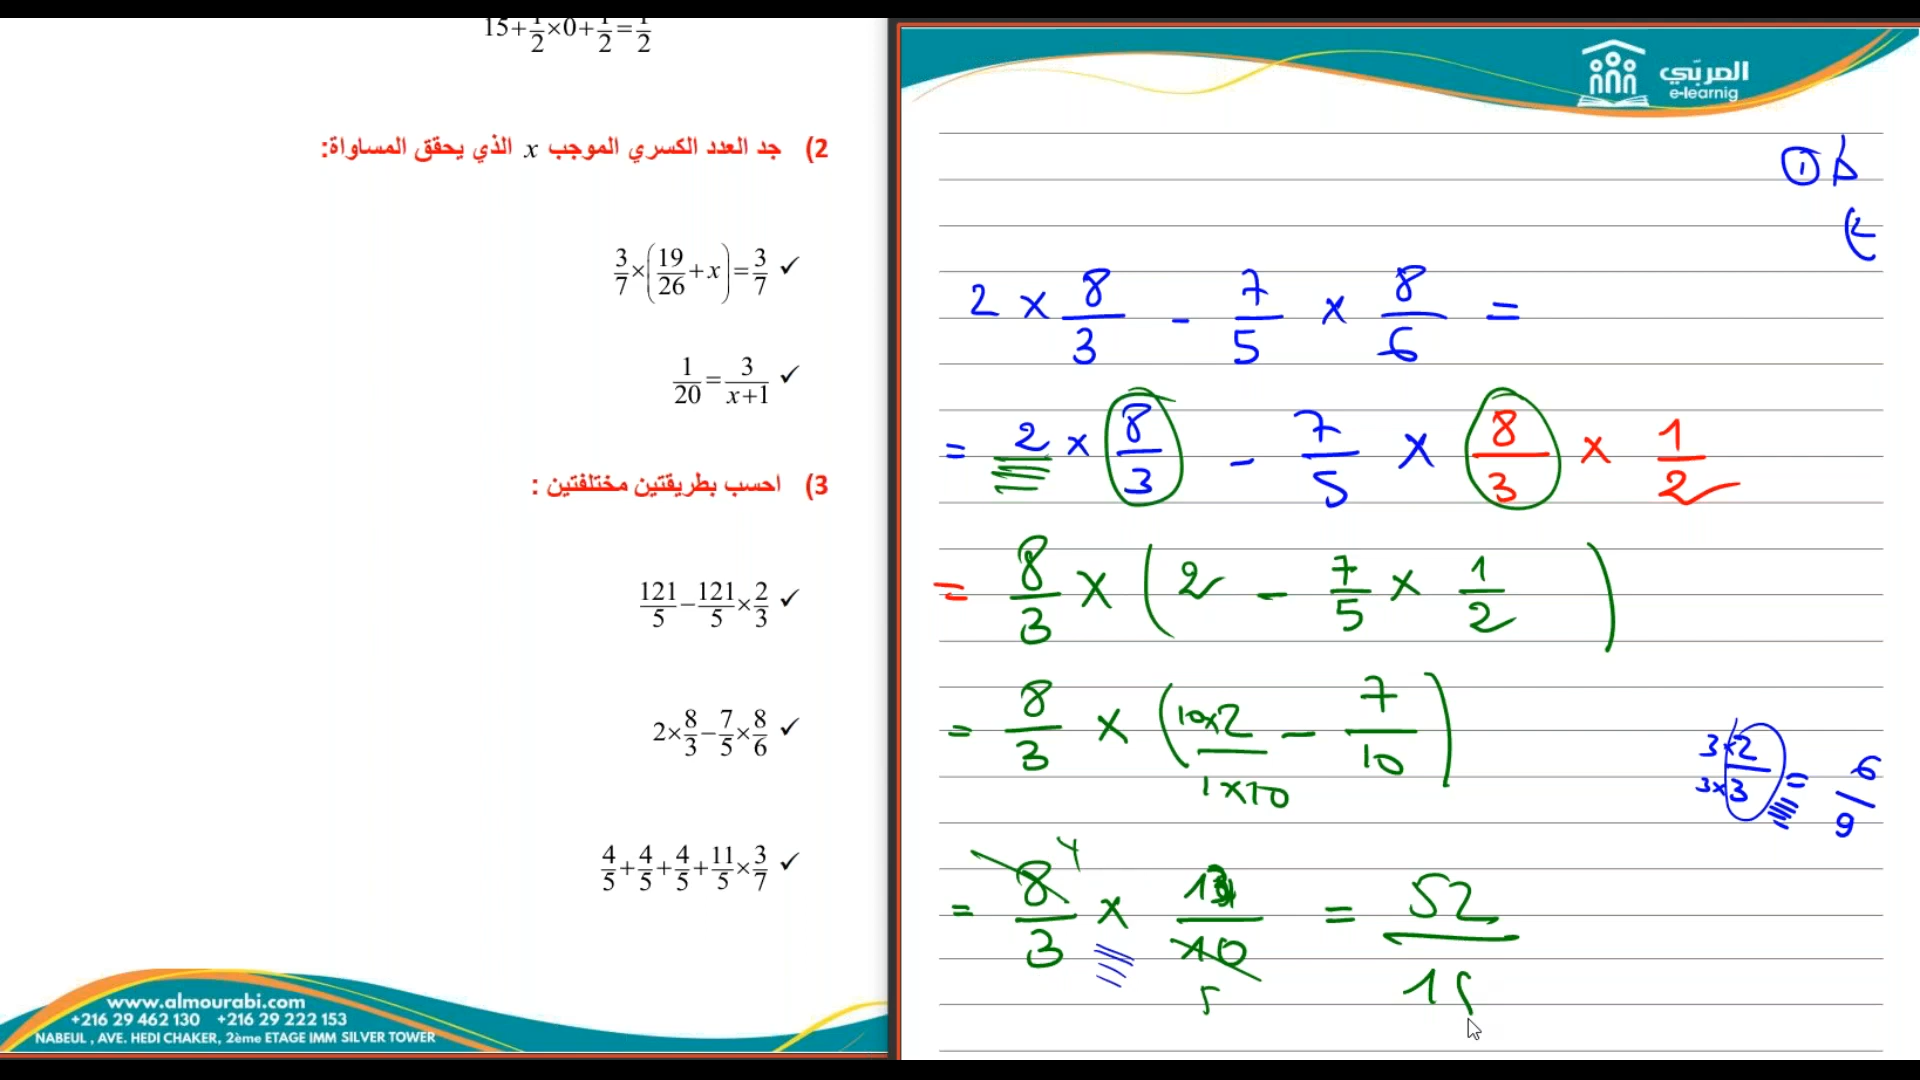 15+1/2×0+1/2=1/2
2) جد العدد الكسري الموجب x الذي يحقق المساواة:
3/7×(19/26+x)=3/7 ✓
1/20=3/(x+1) ✓
3) احسب بطريقتين مختلفتين :
121/5−121/5×2/3 ✓
2×8/3−7/5×8/6 ✓
4/5+4/5+4/5+11/5×3/7 ✓
www.almourabi.com
+216 29 462 130 +216 29 222 153
NABEUL , AVE. HEDI CHAKER, 2ème ETAGE IMM SILVER TOWER
المربّي
e-learnig
2 × 8/3 - 7/5 × 8/6 =
= 2 × 8/3 - 7/5 × 8/3 × 1/2
= 8/3 × (2 - 7/5 × 1/2)
= 8/3 × (10×2/1×10 - 7/10)
3×2/3×3 = 6/9
= 8/3 × 13/10 = 52/15
4
5